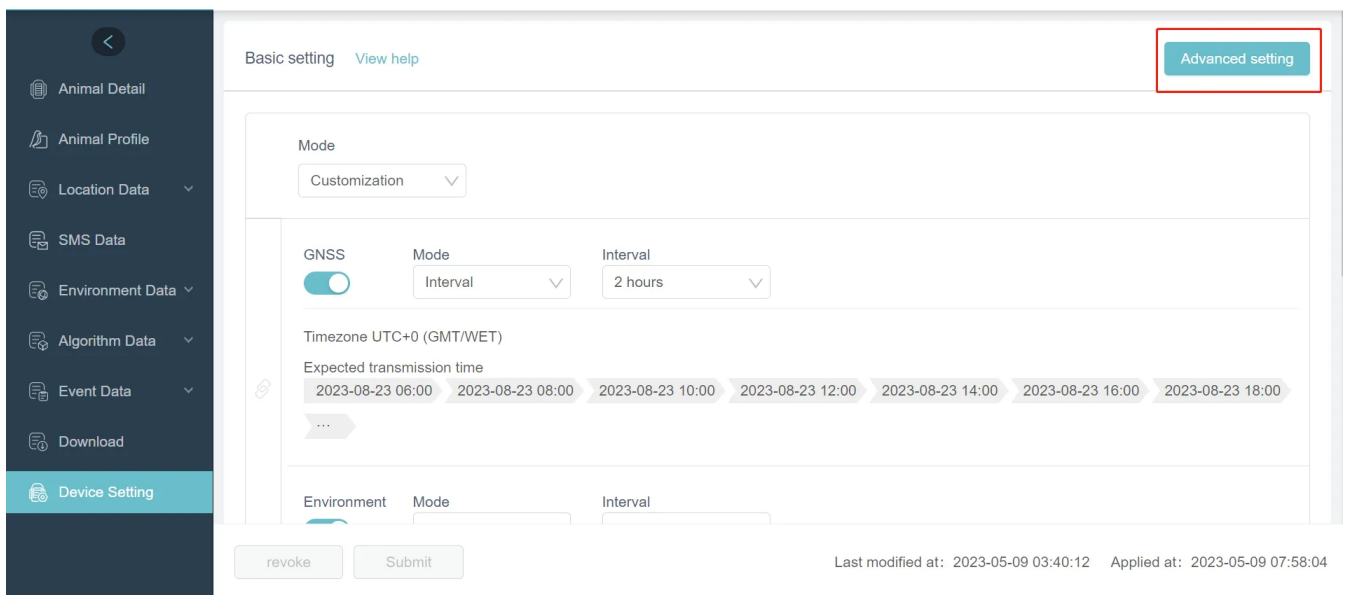 Animal Detail
Animal Profile
Location Data
SMS Data
Environment Data
Algorithm Data
Event Data
Download
Device Setting
Basic setting View help
Advanced setting
Mode
Customization
GNSS Mode Interval
Interval 2 hours
Timezone UTC+0 (GMT/WET)
Expected transmission time
2023-08-23 06:00 2023-08-23 08:00 2023-08-23 10:00 2023-08-23 12:00 2023-08-23 14:00 2023-08-23 16:00 2023-08-23 18:00
...
Environment Mode Interval
revoke Submit
Last modified at: 2023-05-09 03:40:12 Applied at: 2023-05-09 07:58:04